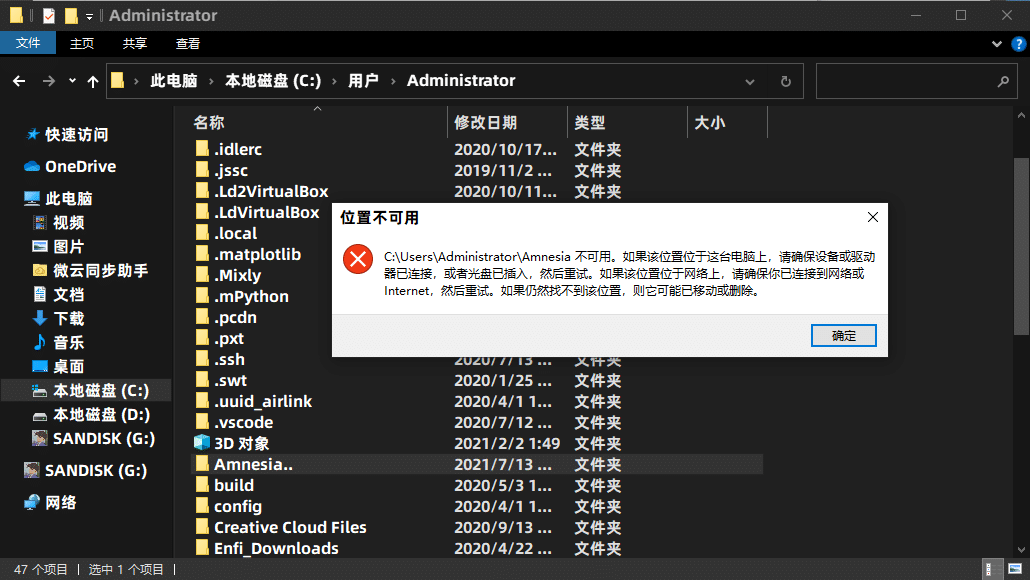 Administrator
文件 主页 共享 查看
此电脑 本地磁盘 (C:) 用户 Administrator
名称 修改日期 类型 大小
快速访问
OneDrive
此电脑
视频
图片
微云同步助手
文档
下载
音乐
桌面
本地磁盘 (C:)
本地磁盘 (D:)
SANDISK (G:)
SANDISK (G:)
网络
.idlerc 2020/10/17... 文件夹
.jssc 2019/11/2 ... 文件夹
.Ld2VirtualBox 2020/10/11... 文件夹
.LdVirtualBox
.local
.matplotlib
.Mixly
.mPython
.pcdn
.pxt
.ssh 2020/7/13 ... 文件夹
.swt 2020/1/25 ... 文件夹
.uuid_airlink 2020/4/1 1... 文件夹
.vscode 2020/7/12 ... 文件夹
3D 对象 2021/2/2 1:49 文件夹
Amnesia.. 2021/7/13 ... 文件夹
build 2020/5/3 1... 文件夹
config 2020/4/1 1... 文件夹
Creative Cloud Files 2020/9/13 ... 文件夹
Enfi_Downloads 2020/4/22 ... 文件夹
位置不可用
C:\Users\Administrator\Amnesia 不可用。如果该位置位于这台电脑上，请确保设备或驱动
器已连接，或者光盘已插入，然后重试。如果该位置位于网络上，请确保你已连接到网络或
Internet，然后重试。如果仍然找不到该位置，则它可能已移动或删除。
确定
47 个项目 选中 1 个项目